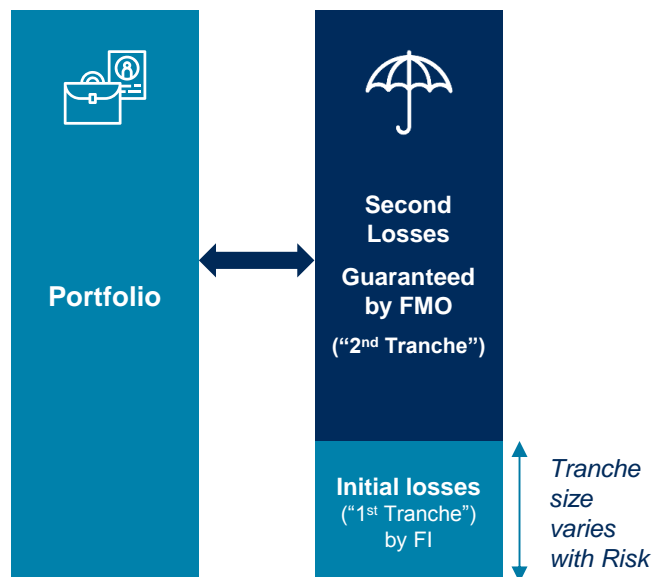 Portfolio
Second
Losses
Guaranteed
by FMO
(“2nd Tranche”)
Initial losses
(“1st Tranche”)
by FI
Tranche
size
varies
with Risk